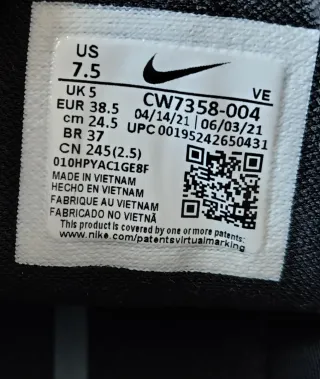 US
7.5 VE
UK 5 CW7358-004
EUR 38.5 04/14/21 | 06/03/21
cm 24.5 UPC 00195242650431
BR 37
CN 245(2.5)
010HPYAC1GE8F
MADE IN VIETNAM
HECHO EN VIETNAM
FABRIQUE AU VIETNAM
FABRICADO NO VIETNÃ
This product is covered by one or more patents:
www.nike.com/patentsvirtualmarking